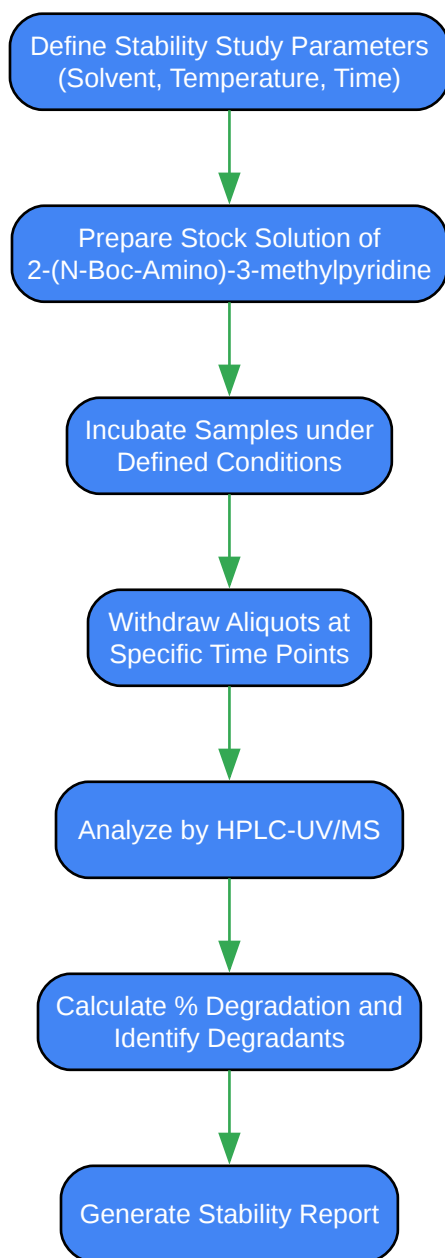 Define Stability Study Parameters
(Solvent, Temperature, Time)
Prepare Stock Solution of
2-(N-Boc-Amino)-3-methylpyridine
Incubate Samples under
Defined Conditions
Withdraw Aliquots at
Specific Time Points
Analyze by HPLC-UV/MS
Calculate % Degradation and
Identify Degradants
Generate Stability Report